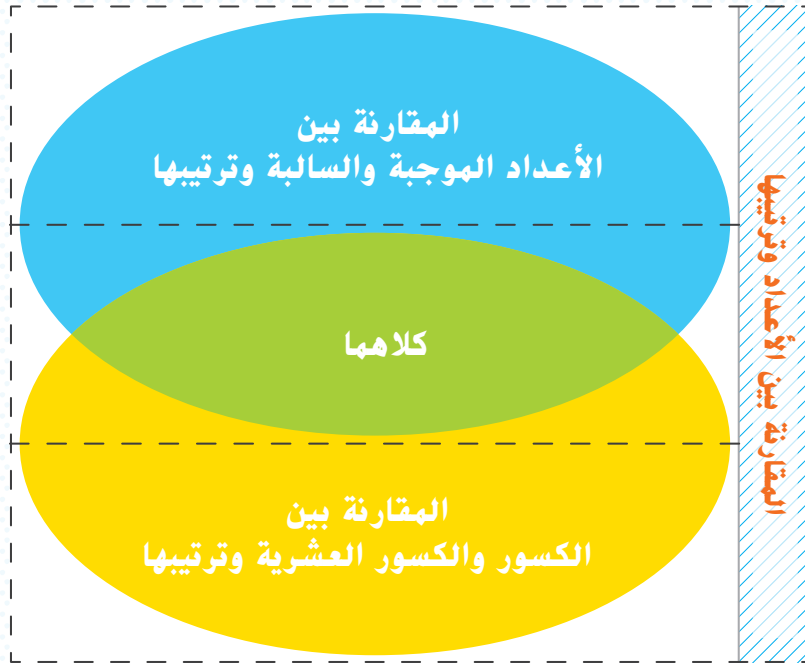 المقارنة بين
الأعداد الموجبة والسالبة وترتيبها
كلاهما
المقارنة بين
الكسور والكسور العشرية وترتيبها
المقارنة بين الأعداد وترتيبها